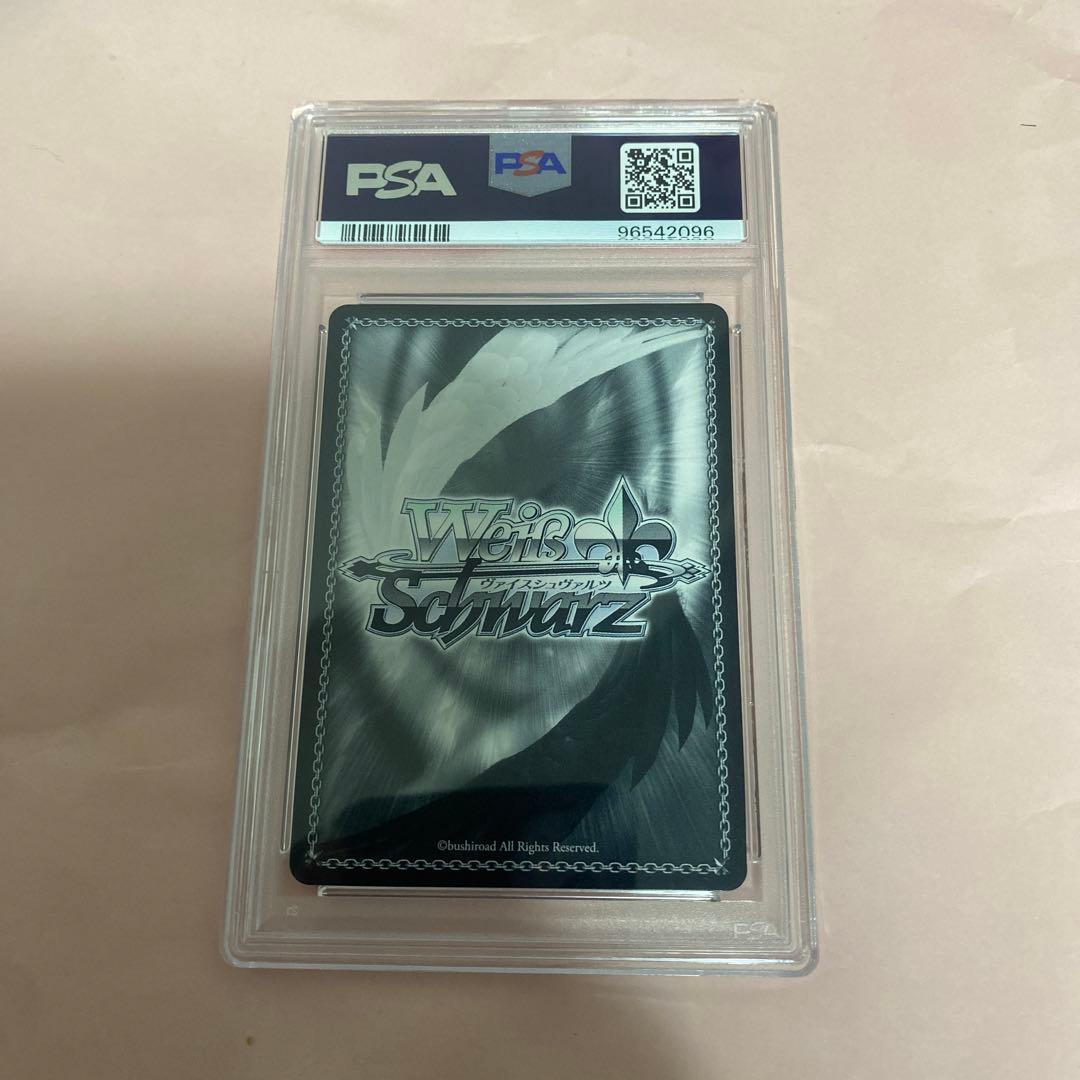 PSA
PSA
96542096
Weiß
ヴァイスシュヴァルツ
Schwarz
©bushiroad All Rights Reserved.
PSA